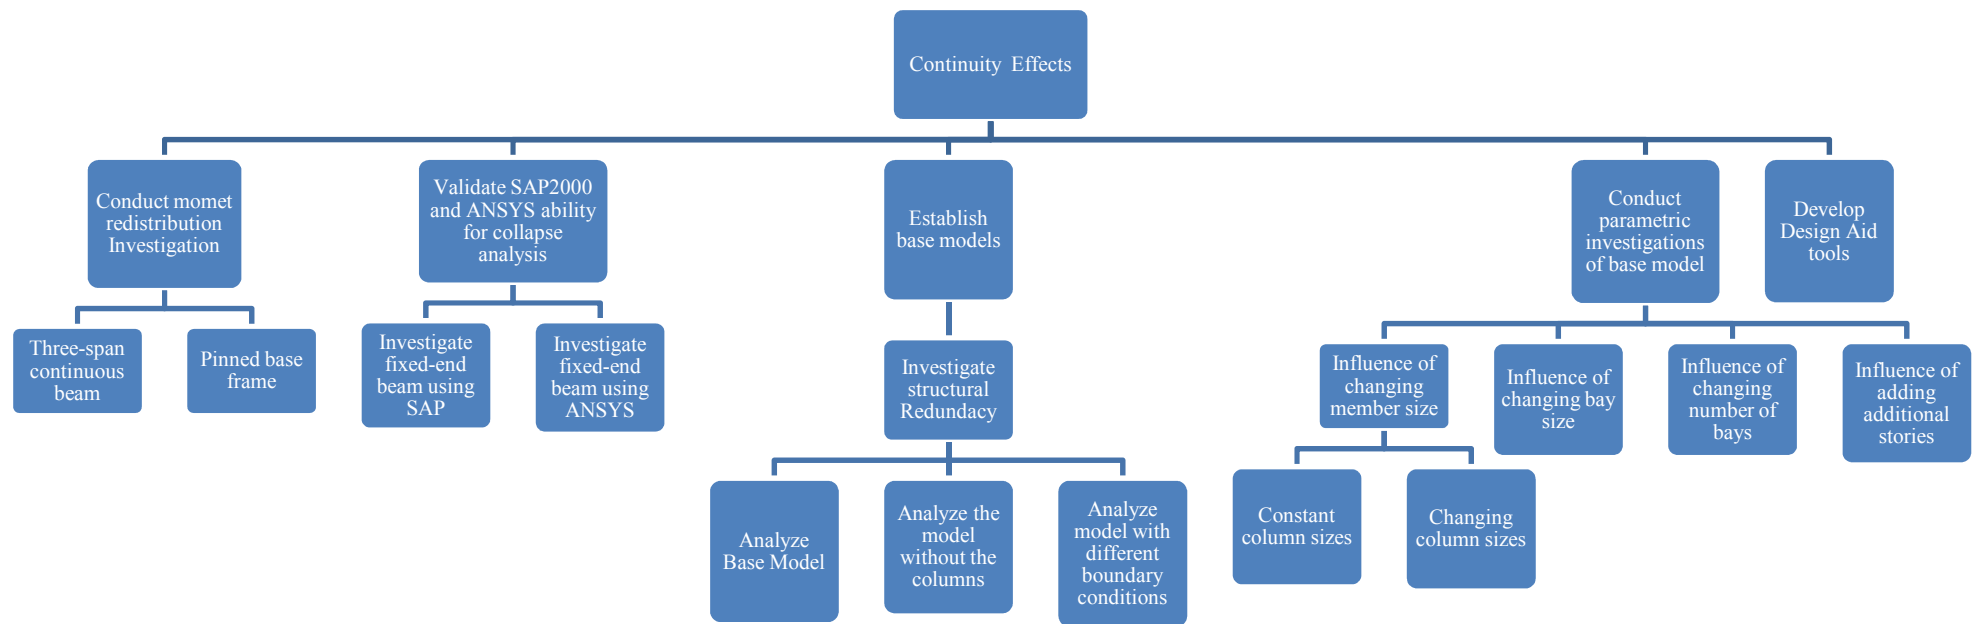 Continuity Effects
Conduct momet
redistribution
Investigation
Validate SAP2000
and ANSYS ability
for collapse
analysis
Establish
base models
Conduct
parametric
investigations
of base model
Develop
Design Aid
tools
Three-span
continuous
beam
Pinned base
frame
Investigate
fixed-end
beam using
SAP
Investigate
fixed-end
beam using
ANSYS
Investigate
structural
Redundacy
Influence of
changing
member size
Influence of
changing bay
size
Influence of
changing
number of
bays
Influence of
adding
additional
stories
Analyze
Base Model
Analyze the
model
without the
columns
Analyze
model with
different
boundary
conditions
Constant
column sizes
Changing
column sizes